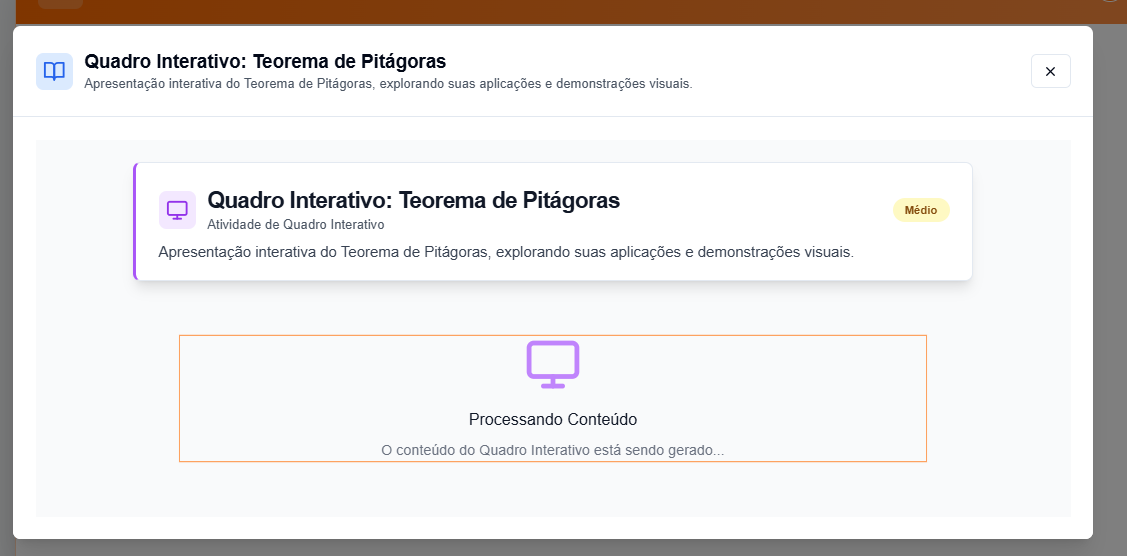 Quadro Interativo: Teorema de Pitágoras
Apresentação interativa do Teorema de Pitágoras, explorando suas aplicações e demonstrações visuais.
Quadro Interativo: Teorema de Pitágoras
Atividade de Quadro Interativo
Médio
Apresentação interativa do Teorema de Pitágoras, explorando suas aplicações e demonstrações visuais.
Processando Conteúdo
O conteúdo do Quadro Interativo está sendo gerado...